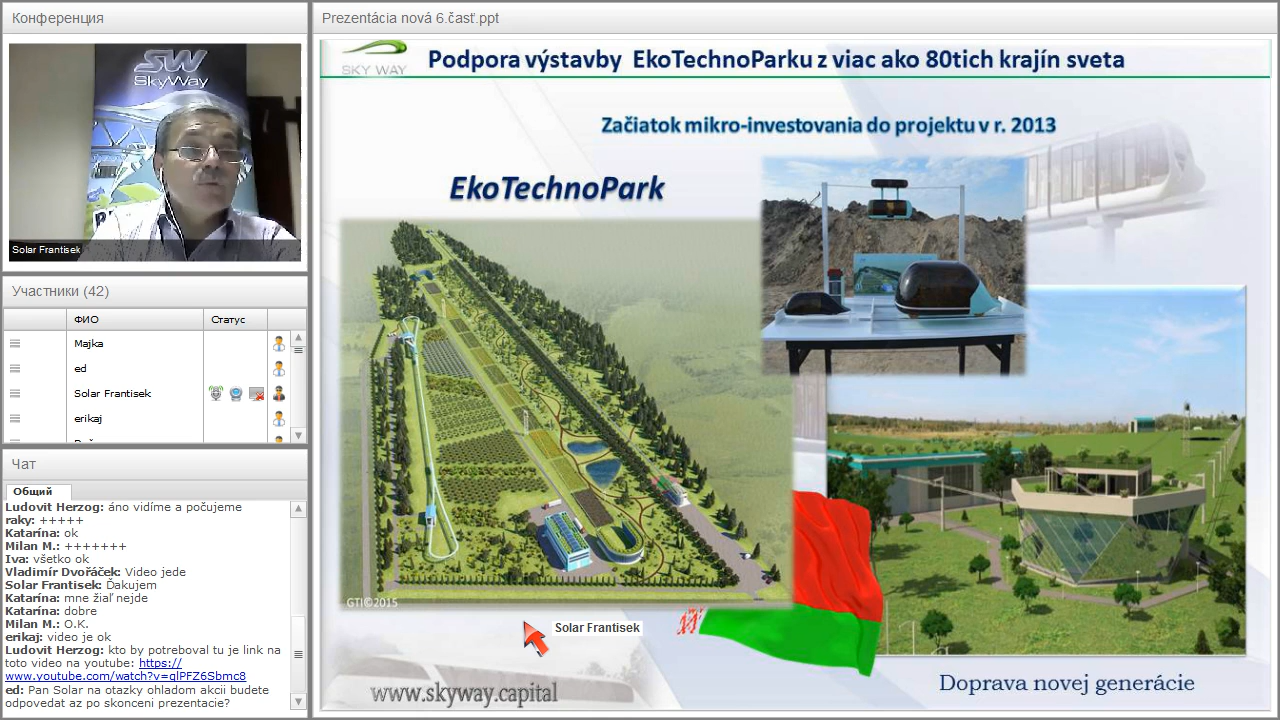 Конференция
SW
SkyWay
Solar Frantisek
Участники (42)
ФИО
Статус
Majka
ed
Solar Frantisek
erikaj
Чат
Общий
Ludovit Herzog: áno vidíme a počujeme
raky: +++++
Katarína: ok
Milan M.: +++++++
Iva: všetko ok
Vladimír Dvořáček: Video jede
Solar Frantisek: Ďakujem
Katarína: mne žiaľ nejde
Katarína: dobre
Milan M.: O.K.
erikaj: video je ok
Ludovit Herzog: kto by potreboval tu je link na
toto video na youtube: https://
www.youtube.com/watch?v=qlPFZ6Sbmc8
ed: Pan Solar na otazky ohladom akcii budete
odpovedat az po skonceni prezentacie?
Prezentácia nová 6.časť.ppt
SKY WAY
Podpora výstavby EkoTechnoParku z viac ako 80tich krajín sveta
Začiatok mikro-investovania do projektu v r. 2013
EkoTechnoPark
GTI©2015
Solar Frantisek
www.skyway.capital
Doprava novej generácie